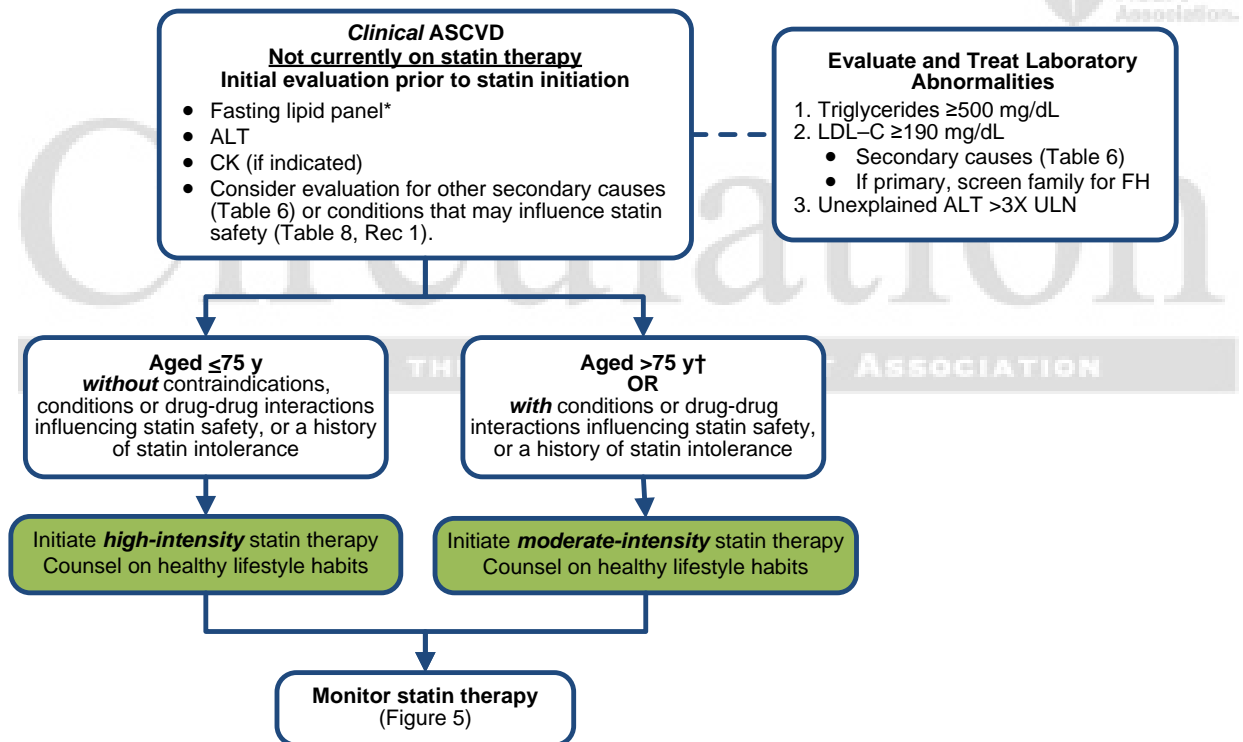 Association.
Clinical ASCVD
Not currently on statin therapy
Initial evaluation prior to statin initiation
• Fasting lipid panel*
• ALT
• CK (if indicated)
• Consider evaluation for other secondary causes
(Table 6) or conditions that may influence statin
safety (Table 8, Rec 1).
Evaluate and Treat Laboratory
Abnormalities
1. Triglycerides ≥500 mg/dL
2. LDL–C ≥190 mg/dL
• Secondary causes (Table 6)
• If primary, screen family for FH
3. Unexplained ALT >3X ULN
Circulation
ASSOCIATION
Aged ≤75 y
without contraindications,
conditions or drug-drug interactions
influencing statin safety, or a history
of statin intolerance
Aged >75 y†
OR
with conditions or drug-drug
interactions influencing statin safety,
or a history of statin intolerance
Initiate high-intensity statin therapy
Counsel on healthy lifestyle habits
Initiate moderate-intensity statin therapy
Counsel on healthy lifestyle habits
Monitor statin therapy
(Figure 5)